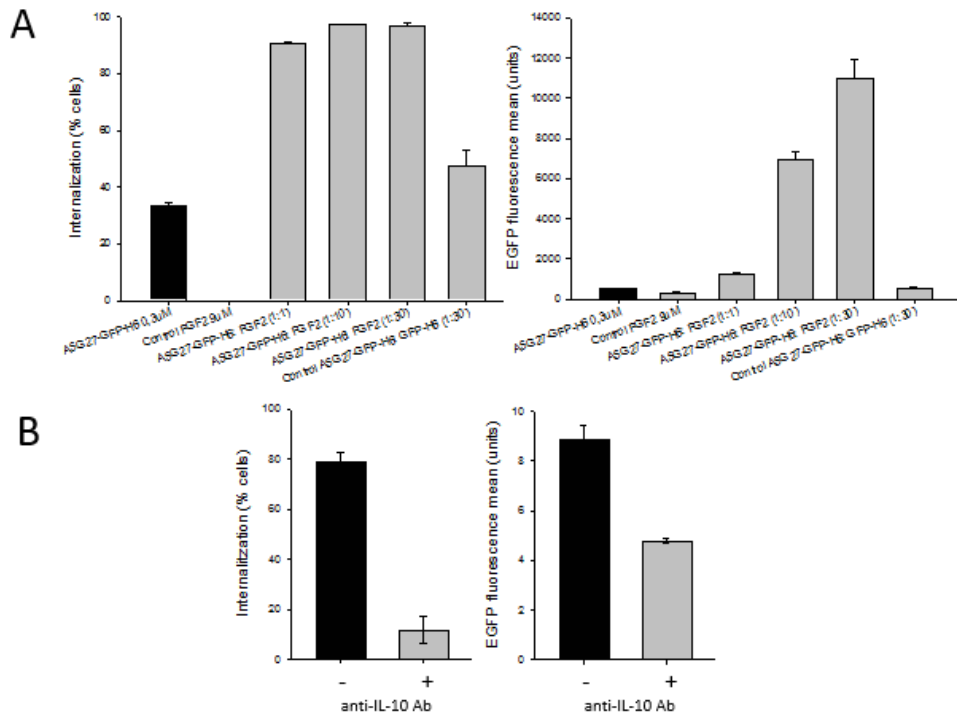 A
Internalization (% cells)
100
80
60
40
20
0
ASG27-GFP-H6 0,3uM
Control RGF2 9uM
ASG27-GFP-H6: RGF2 (1:1)
ASG27-GFP-H6: RGF2 (1:10)
ASG27-GFP-H6: RGF2 (1:30)
Control ASG27-GFP-H6: GFP-H6 (1:30)
EGFP fluorescence mean (units)
14000
12000
10000
8000
6000
4000
2000
0
ASG27-GFP-H6 0,3uM
Control RGF2 9uM
ASG27-GFP-H6: RGF2 (1:1)
ASG27-GFP-H6: RGF2 (1:10)
ASG27-GFP-H6: RGF2 (1:30)
Control ASG27-GFP-H6: GFP-H6 (1:30)
B
Internalitzation (% cells)
100
80
60
40
20
0
- +
anti-IL-10 Ab
EGFP fluorescence mean (units)
10
8
6
4
2
0
- +
anti-IL-10 Ab